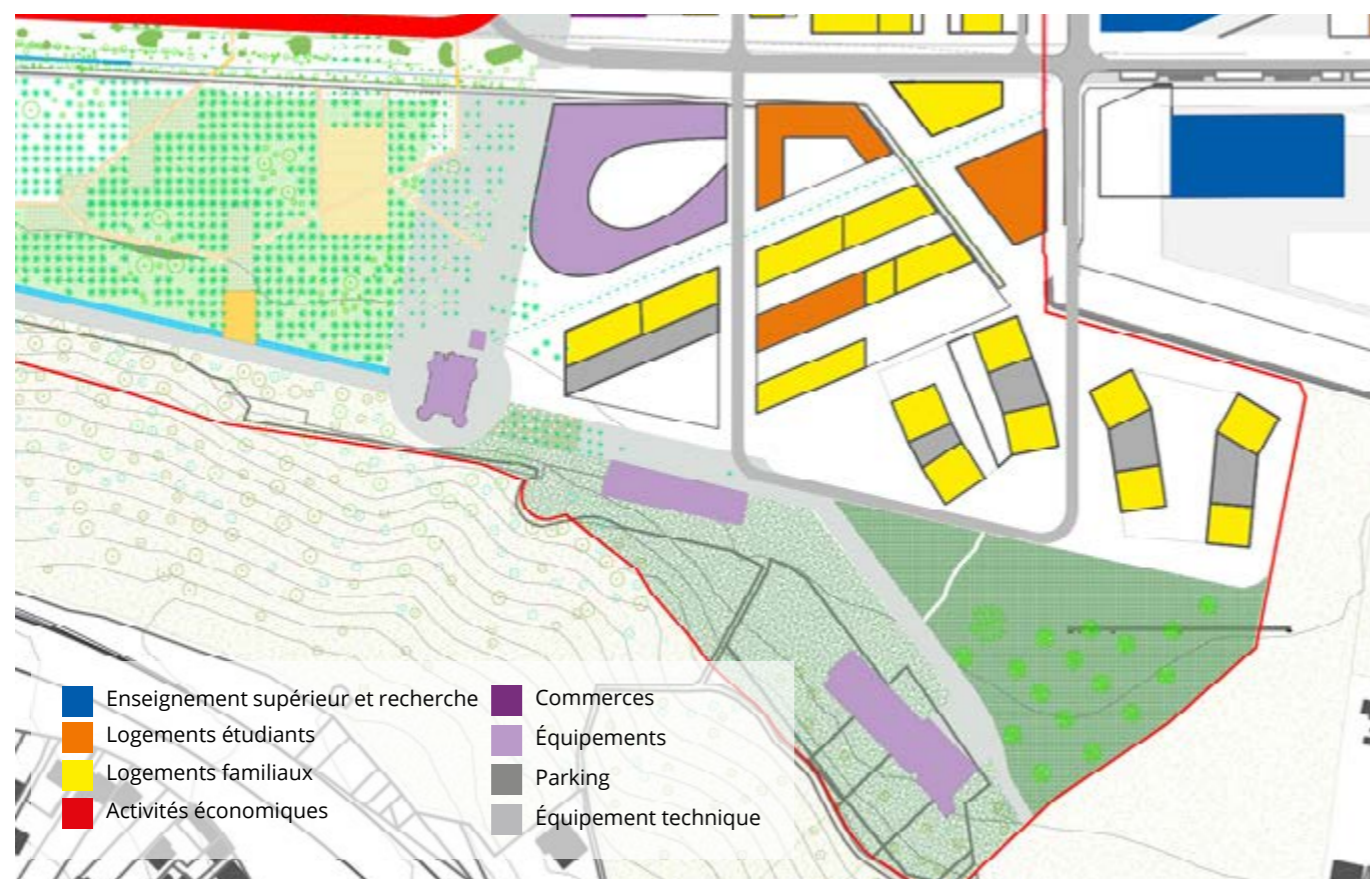 Enseignement supérieur et recherche
Logements étudiants
Logements familiaux
Activités économiques
Commerces
Équipements
Parking
Équipement technique